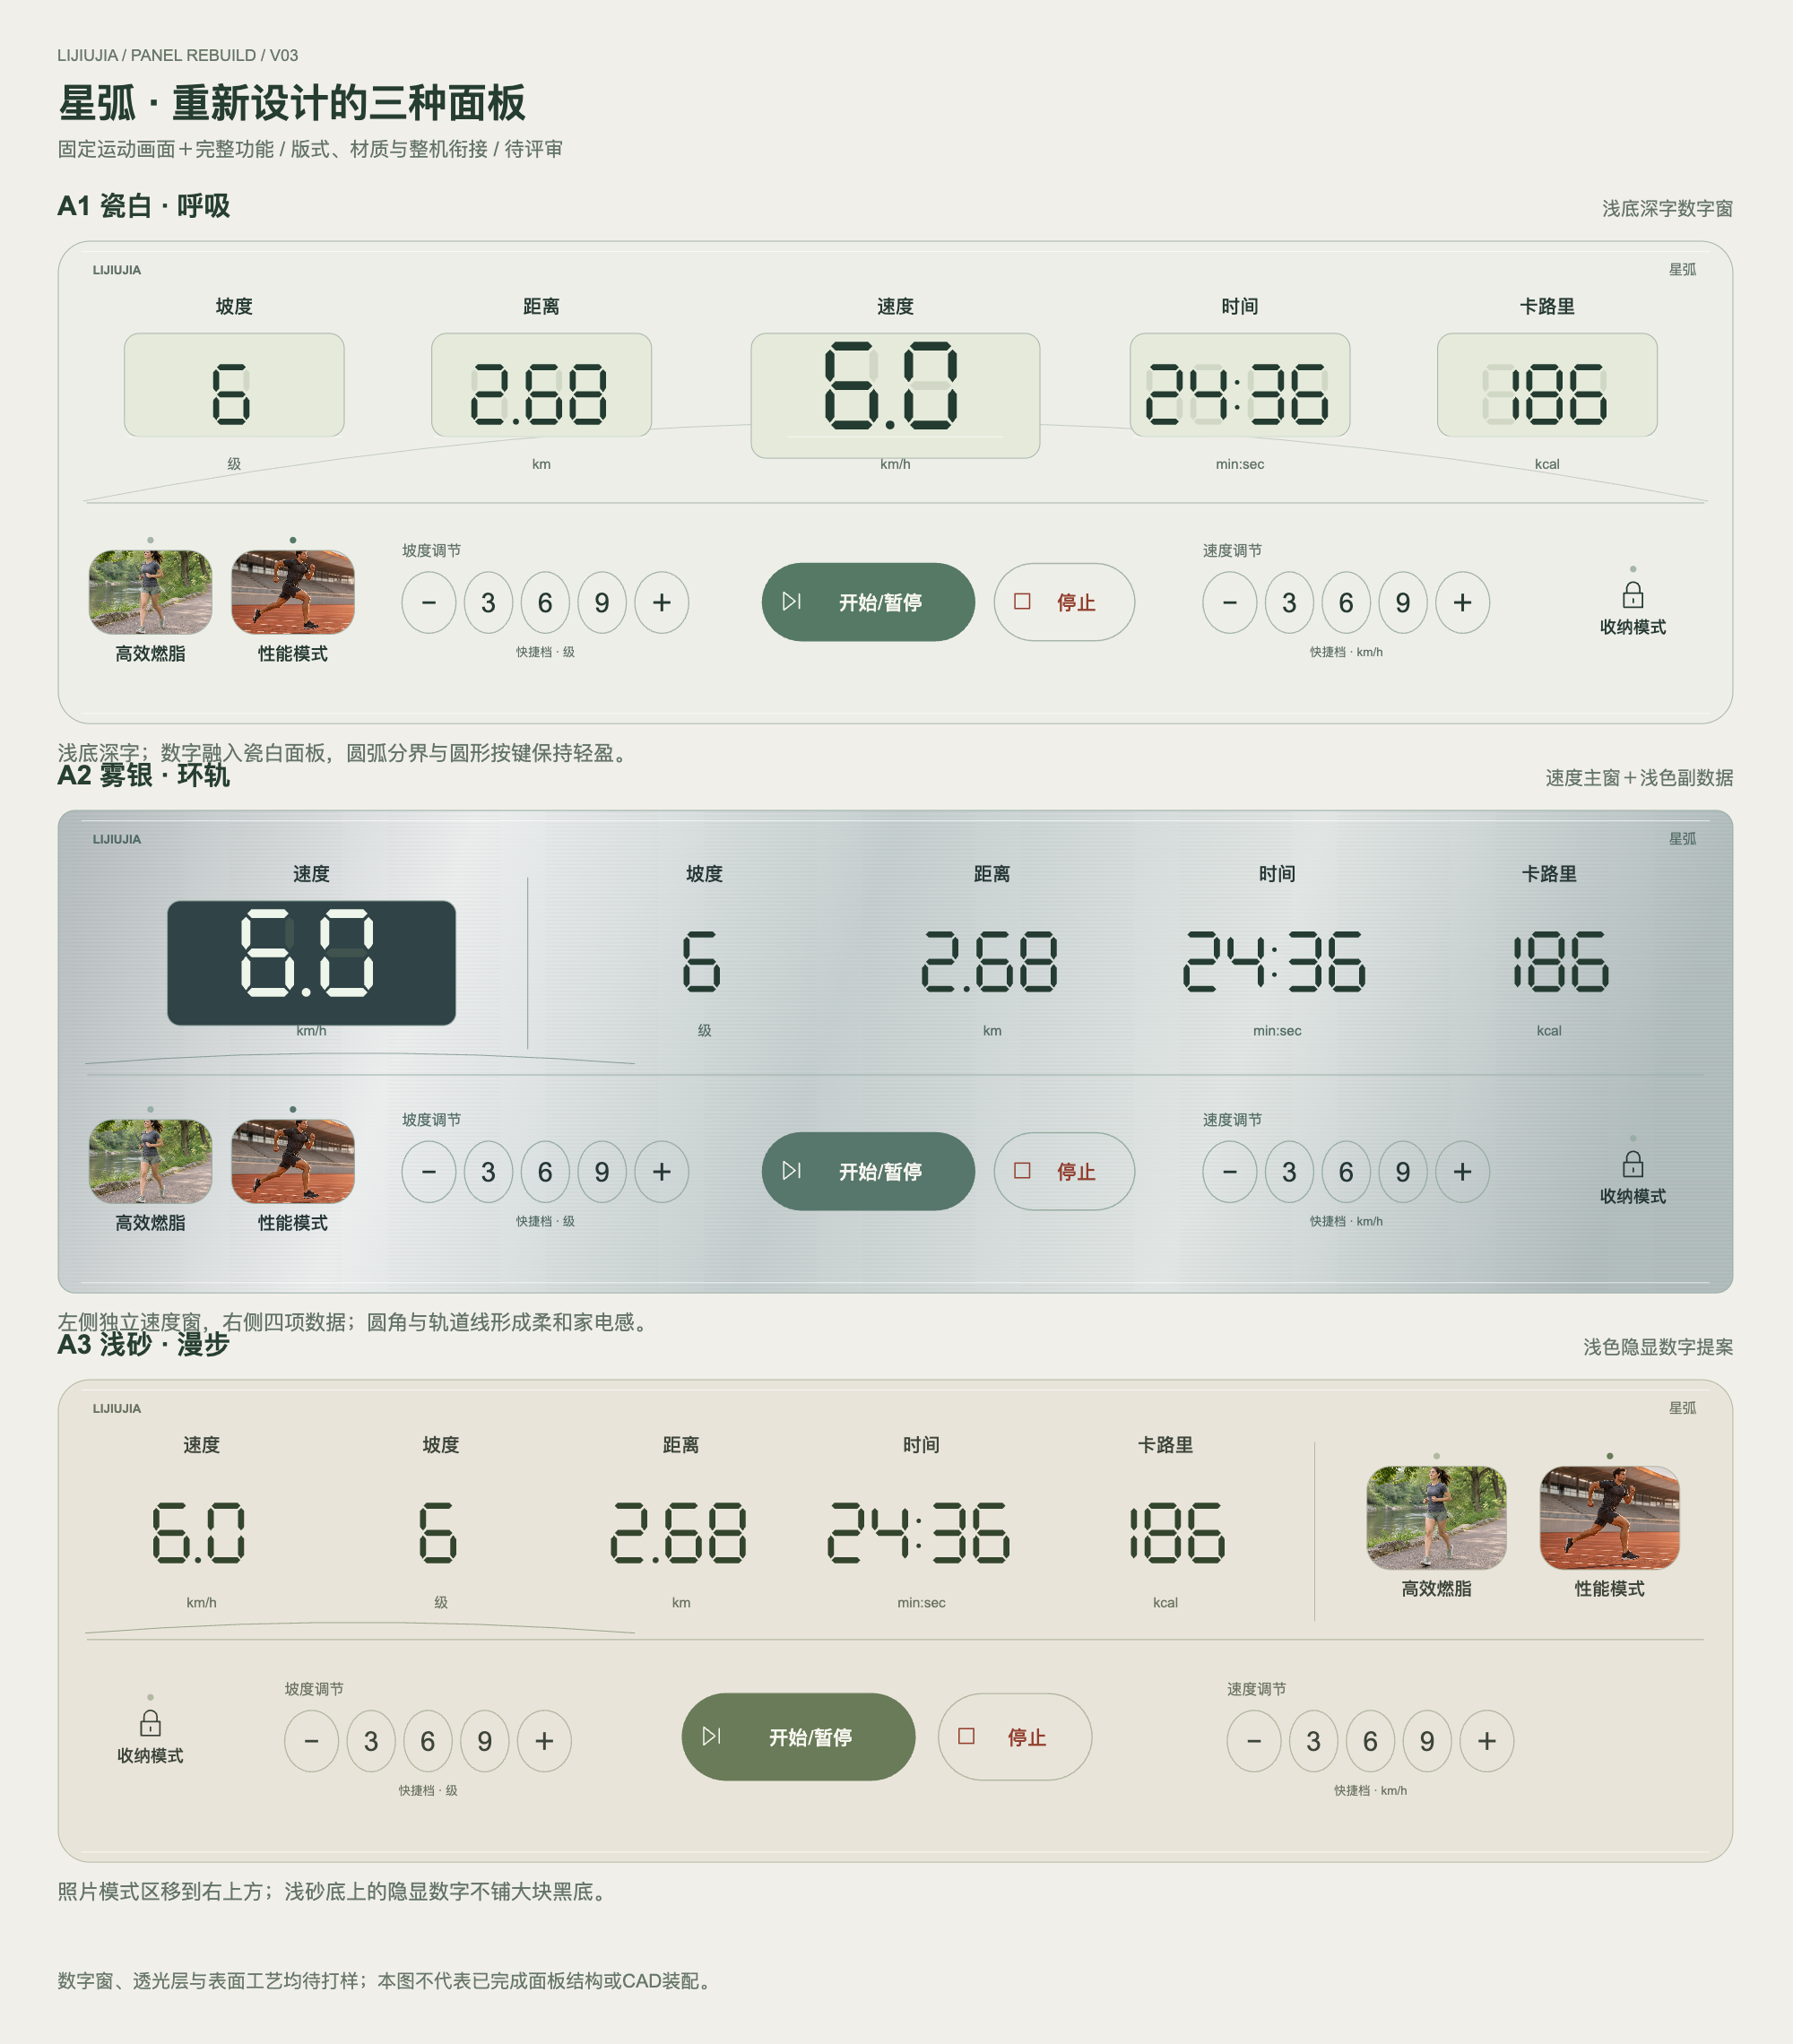 LIJIUJIA / PANEL REBUILD / V03
星弧 · 重新设计的三种面板
固定运动画面＋完整功能 / 版式、材质与整机衔接 / 待评审
A1 瓷白 · 呼吸
浅底深字数字窗
LIJIUJIA
星弧
坡度 距离 速度 时间 卡路里
6 2.68 6.0 24:36 186
级 km km/h min:sec kcal
坡度调节 速度调节
- 3 6 9 + 开始/暂停 停止 - 3 6 9 +
收纳模式
高效燃脂 性能模式 快捷档 · 级 快捷档 · km/h
浅底深字；数字融入瓷白面板，圆弧分界与圆形按键保持轻盈。
A2 雾银 · 环轨
速度主窗＋浅色副数据
LIJIUJIA
星弧
速度 坡度 距离 时间 卡路里
6.0 6 2.68 24:36 186
km/h 级 km min:sec kcal
坡度调节 速度调节
- 3 6 9 + 开始/暂停 停止 - 3 6 9 +
收纳模式
高效燃脂 性能模式 快捷档 · 级 快捷档 · km/h
左侧独立速度窗，右侧四项数据；圆角与轨道线形成柔和家电感。
A3 浅砂 · 漫步
浅色隐显数字提案
LIJIUJIA
星弧
速度 坡度 距离 时间 卡路里
6.0 6 2.68 24:36 186
km/h 级 km min:sec kcal
高效燃脂 性能模式
坡度调节 速度调节
- 3 6 9 + 开始/暂停 停止 - 3 6 9 +
收纳模式
快捷档 · 级 快捷档 · km/h
照片模式区移到右上方；浅砂底上的隐显数字不铺大块黑底。
数字窗、透光层与表面工艺均待打样；本图不代表已完成面板结构或CAD装配。